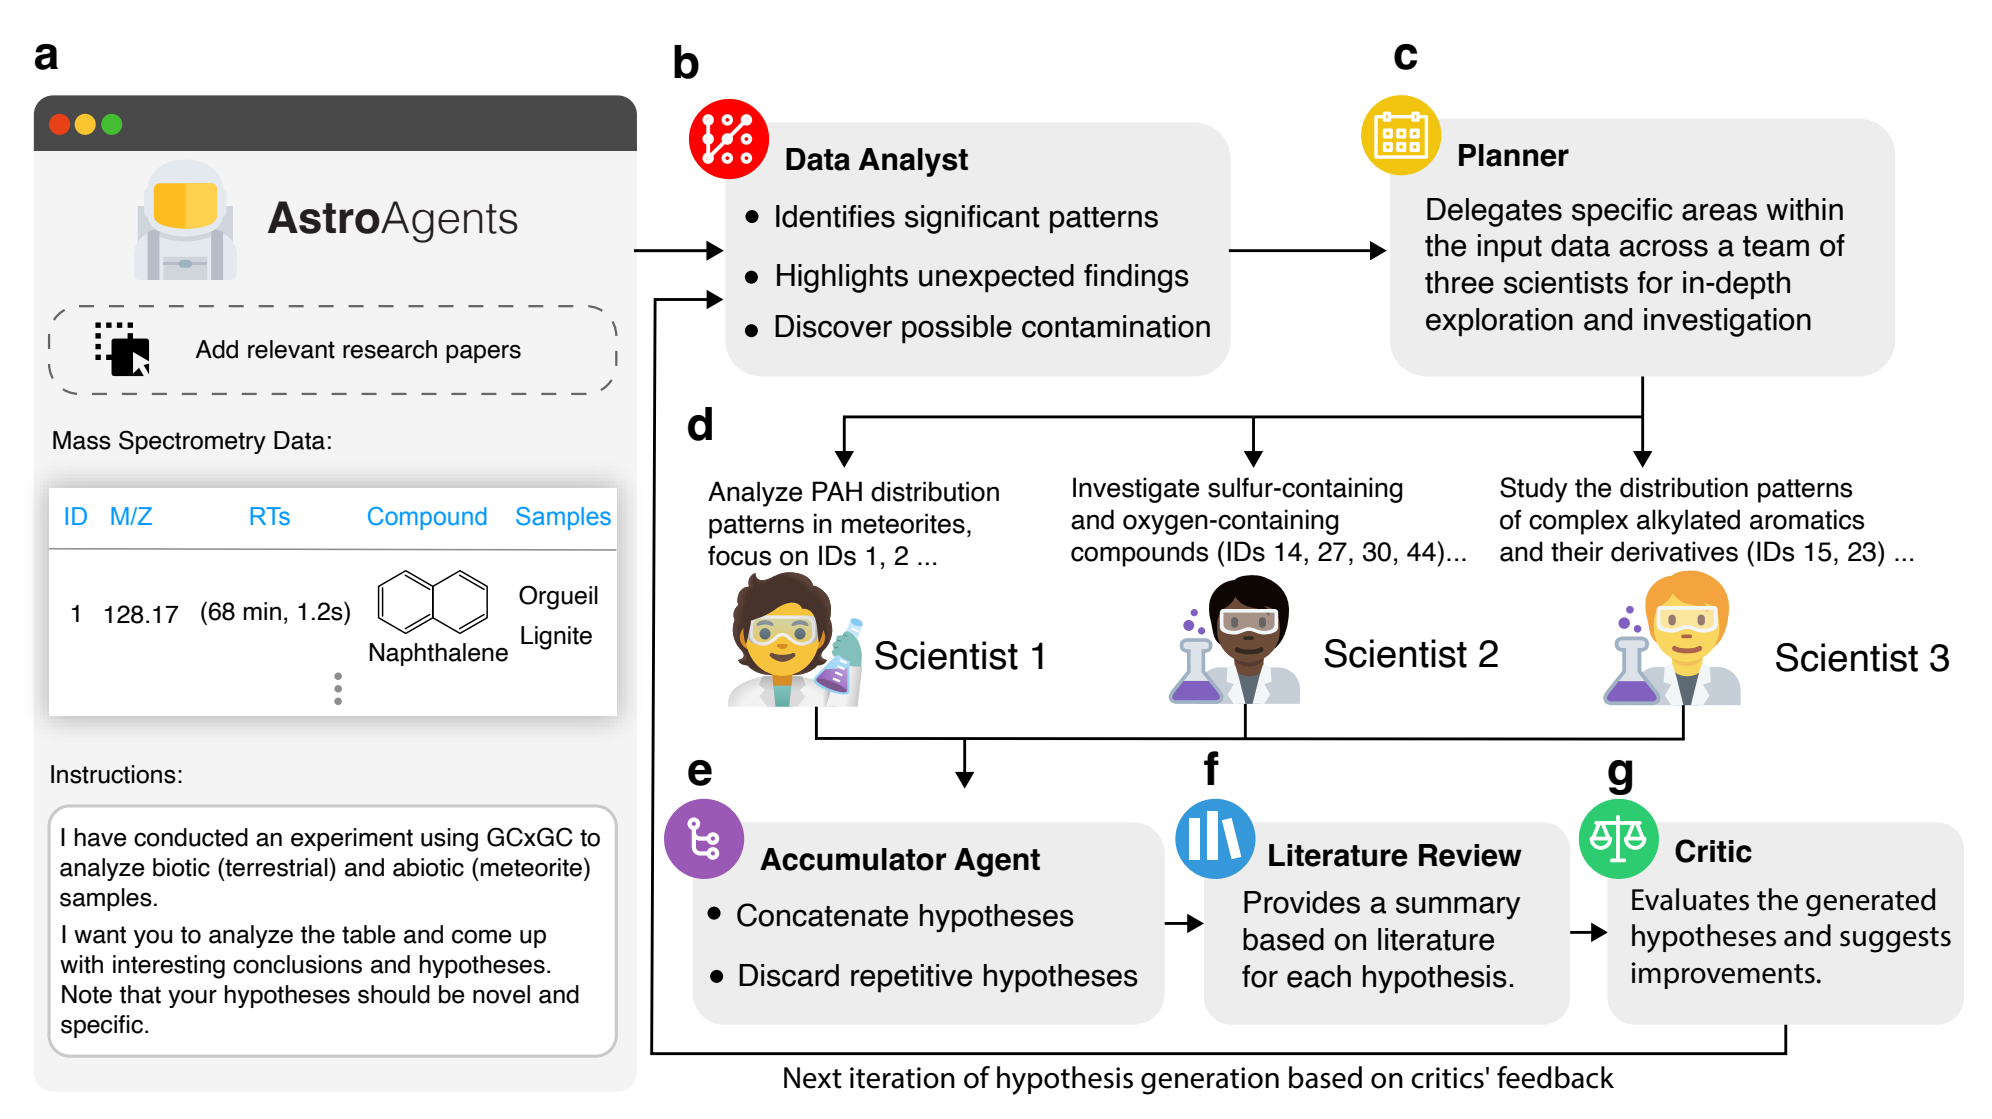 a
AstroAgents
Add relevant research papers
Mass Spectrometry Data:
ID M/Z RTs Compound Samples
1 128.17 (68 min, 1.2s) Naphthalene Orgueil
Lignite
Instructions:
I have conducted an experiment using GCxGC to
analyze biotic (terrestrial) and abiotic (meteorite)
samples.
I want you to analyze the table and come up
with interesting conclusions and hypotheses.
Note that your hypotheses should be novel and
specific.
b
Data Analyst
• Identifies significant patterns
• Highlights unexpected findings
• Discover possible contamination
c
Planner
Delegates specific areas within
the input data across a team of
three scientists for in-depth
exploration and investigation
d
Analyze PAH distribution
patterns in meteorites,
focus on IDs 1, 2 ...
Scientist 1
Investigate sulfur-containing
and oxygen-containing
compounds (IDs 14, 27, 30, 44)...
Scientist 2
Study the distribution patterns
of complex alkylated aromatics
and their derivatives (IDs 15, 23) ...
Scientist 3
e
Accumulator Agent
• Concatenate hypotheses
• Discard repetitive hypotheses
f
Literature Review
Provides a summary
based on literature
for each hypothesis.
g
Critic
Evaluates the generated
hypotheses and suggests
improvements.
Next iteration of hypothesis generation based on critics' feedback